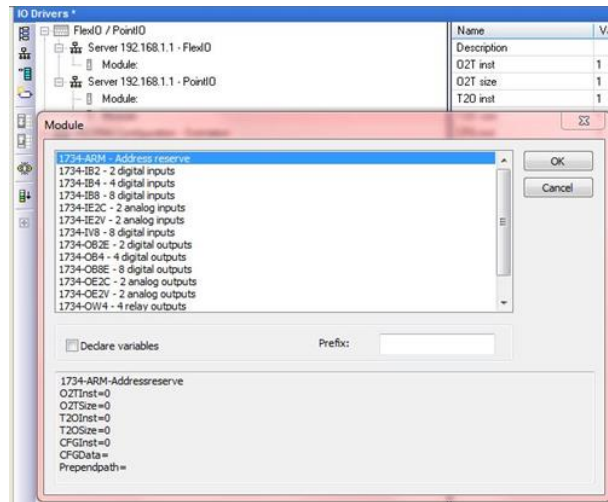 IO Drivers *
FlexIO / PointIO
Server 192.168.1.1 - FlexIO
Module:
Server 192.168.1.1 - PointIO
Module:
Name
Description
O2T inst 1
O2T size 1
T2O inst 1
Module
1734-ARM - Address reserve
1734-IB2 - 2 digital inputs
1734-IB4 - 4 digital inputs
1734-IB8 - 8 digital inputs
1734-IE2C - 2 analog inputs
1734-IE2V - 2 analog inputs
1734-IV8 - 8 digital inputs
1734-OB2E - 2 digital outputs
1734-OB4 - 4 digital outputs
1734-OB8E - 8 digital outputs
1734-OE2C - 2 analog outputs
1734-OE2V - 2 analog outputs
1734-OW4 - 4 relay outputs
OK
Cancel
Declare variables
Prefix:
1734-ARM-Addressreserve
O2TInst=0
O2TSize=0
T2OInst=0
T2OSize=0
CFGInst=0
CFGData=
Prependpath=